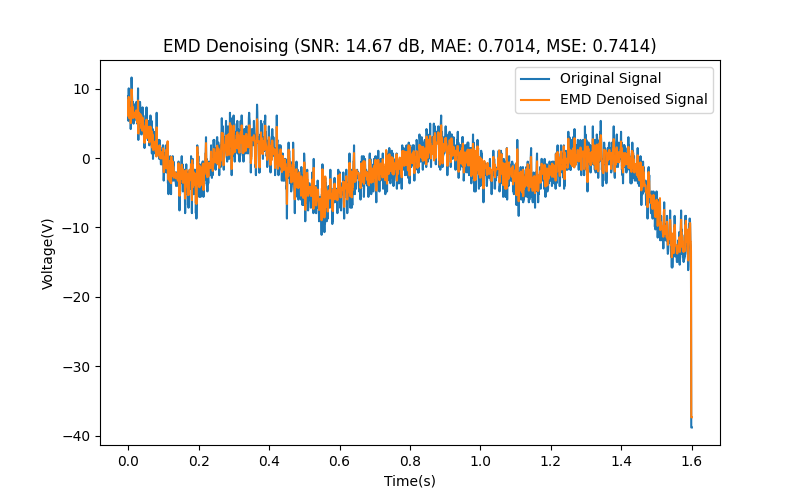 EMD Denoising (SNR: 14.67 dB, MAE: 0.7014, MSE: 0.7414)
Original Signal
EMD Denoised Signal
Voltage(V)
10
0
−10
−20
−30
−40
0.0 0.2 0.4 0.6 0.8 1.0 1.2 1.4 1.6
Time(s)